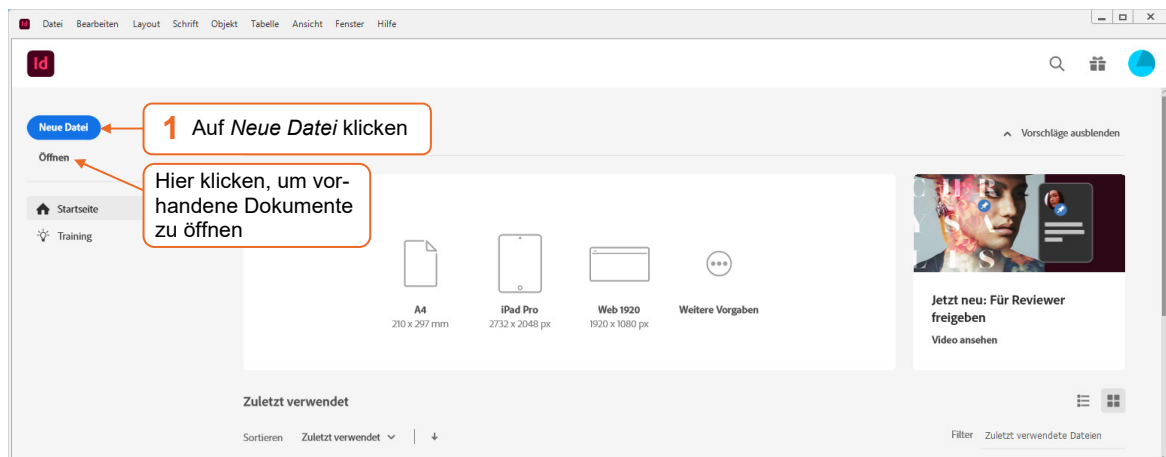 Id Datei Bearbeiten Layout Schrift Objekt Tabelle Ansicht Fenster Hilfe
Id
Neue Datei
1 Auf Neue Datei klicken
Vorschläge ausblenden
Öffnen
Hier klicken, um vor-
handene Dokumente
zu öffnen
Startseite
Training
A4
210 x 297 mm
iPad Pro
2732 x 2048 px
Web 1920
1920 x 1080 px
Weitere Vorgaben
Jetzt neu: Für Reviewer
freigeben
Video ansehen
Zuletzt verwendet
Sortieren Zuletzt verwendet
Filter Zuletzt verwendete Dateien